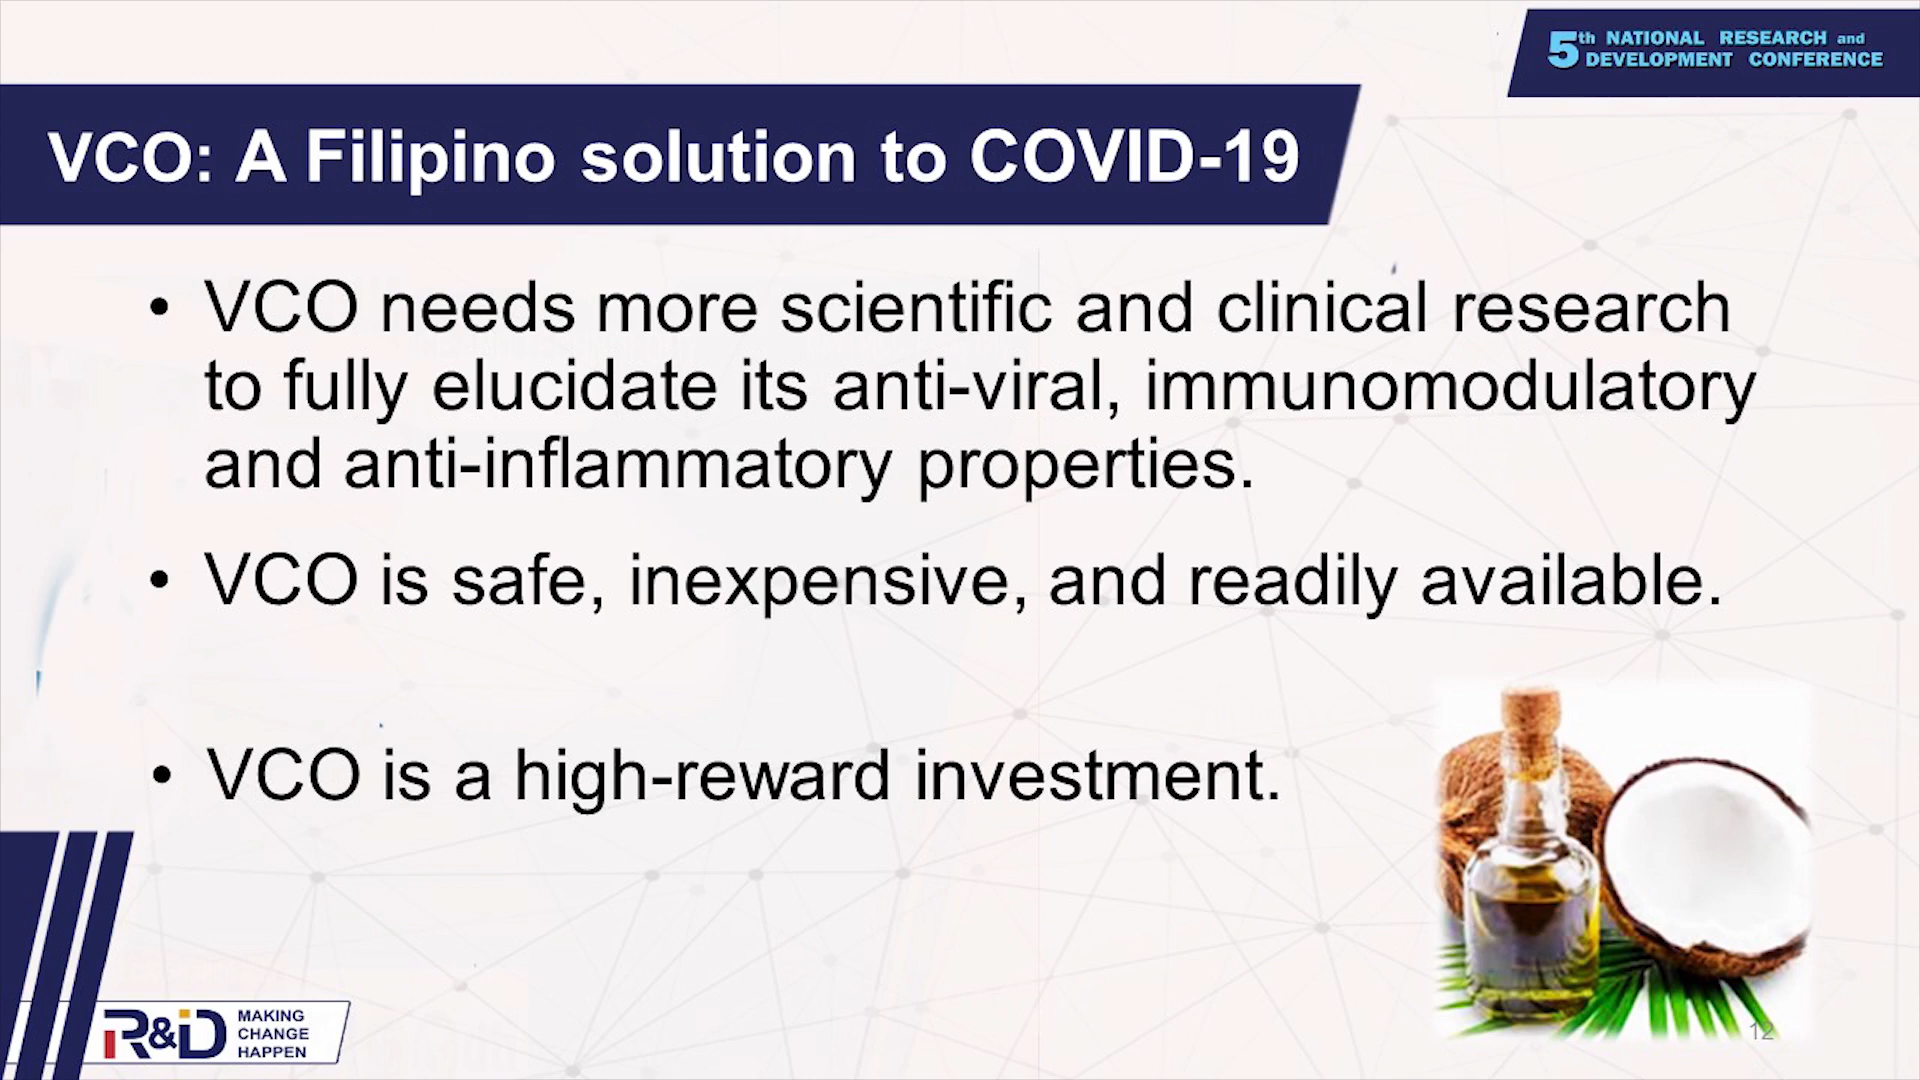 5th NATIONAL RESEARCH and
DEVELOPMENT CONFERENCE
VCO: A Filipino solution to COVID-19
• VCO needs more scientific and clinical research
to fully elucidate its anti-viral, immunomodulatory
and anti-inflammatory properties.
• VCO is safe, inexpensive, and readily available.
• VCO is a high-reward investment.
R&D MAKING
CHANGE
HAPPEN
12